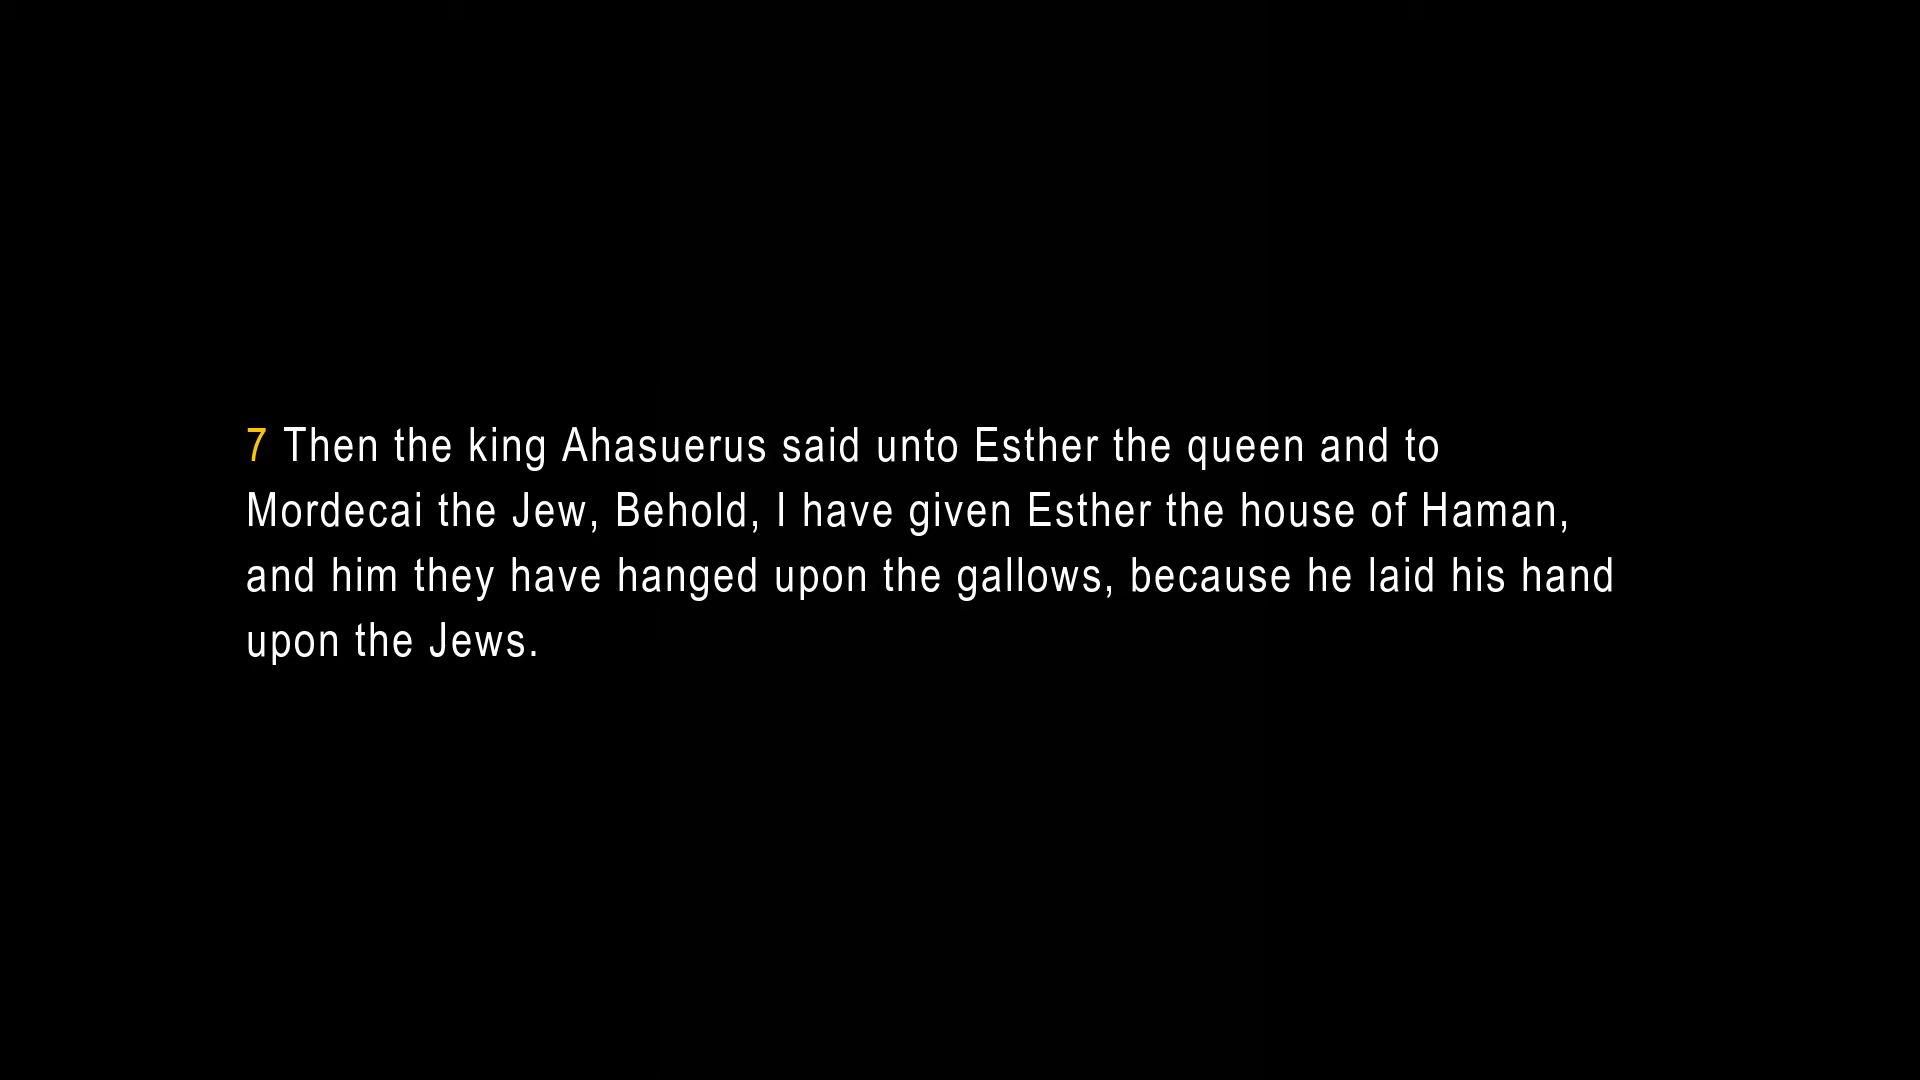 7 Then the king Ahasuerus said unto Esther the queen and to
Mordecai the Jew, Behold, I have given Esther the house of Haman,
and him they have hanged upon the gallows, because he laid his hand
upon the Jews.